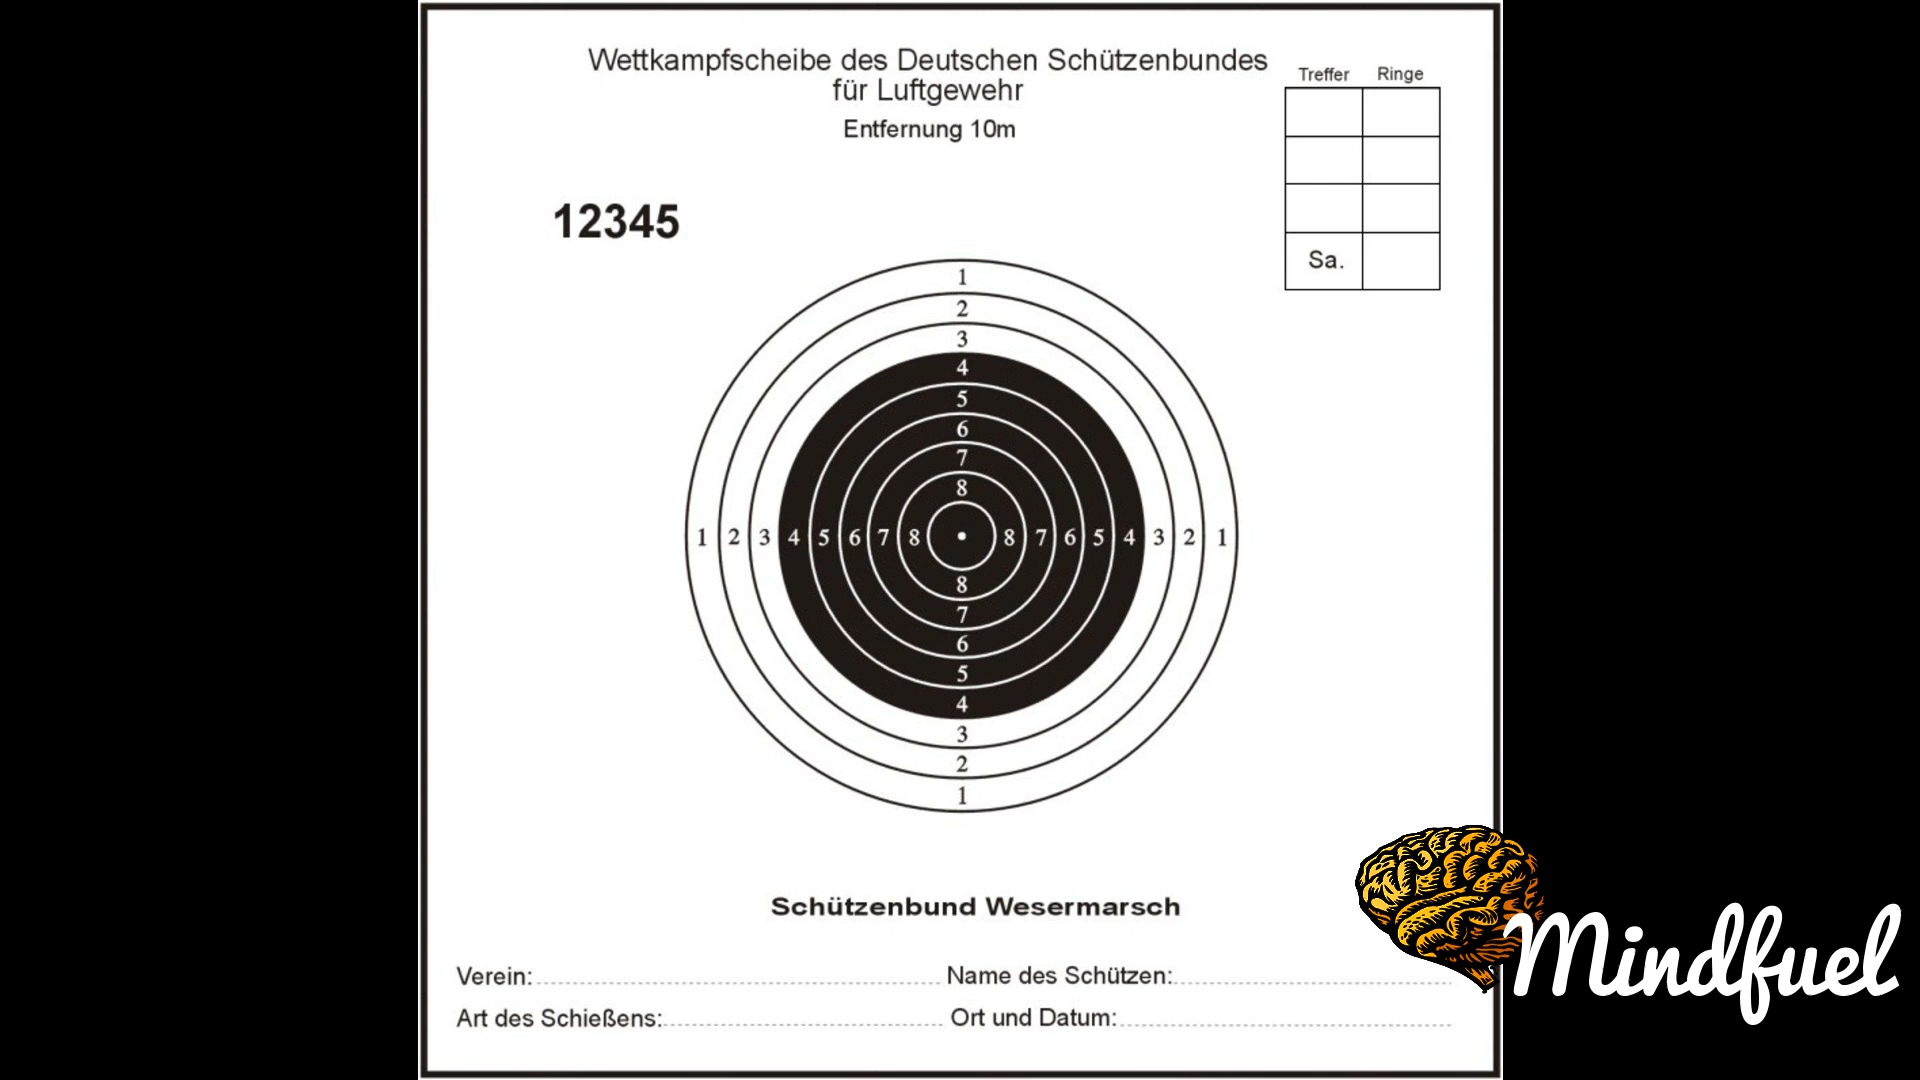 Wettkampfscheibe des Deutschen Schützenbundes
für Luftgewehr
Entfernung 10m
Treffer Ringe
Sa.
12345
1
2
3
4
5
6
7
8
1 2 3 4 5 6 7 8 8 7 6 5 4 3 2 1
8
7
6
5
4
3
2
1
Schützenbund Wesermarsch
Verein: Name des Schützen:
Art des Schießens: Ort und Datum:
Mindfuel